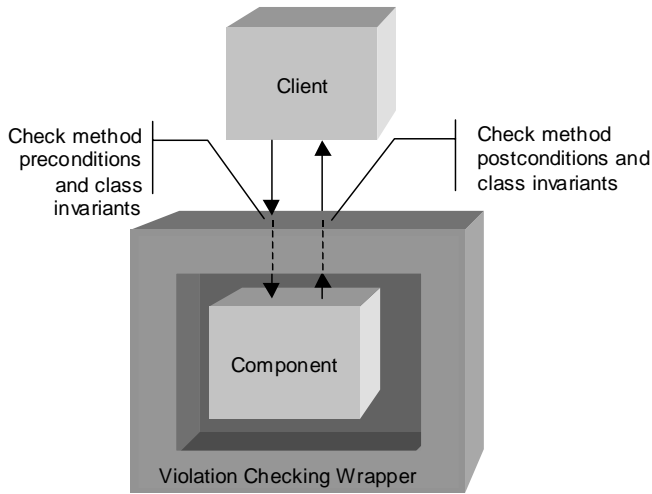 Client
Check method
preconditions
and class
invariants
Check method
postconditions and
class invariants
Component
Violation Checking Wrapper